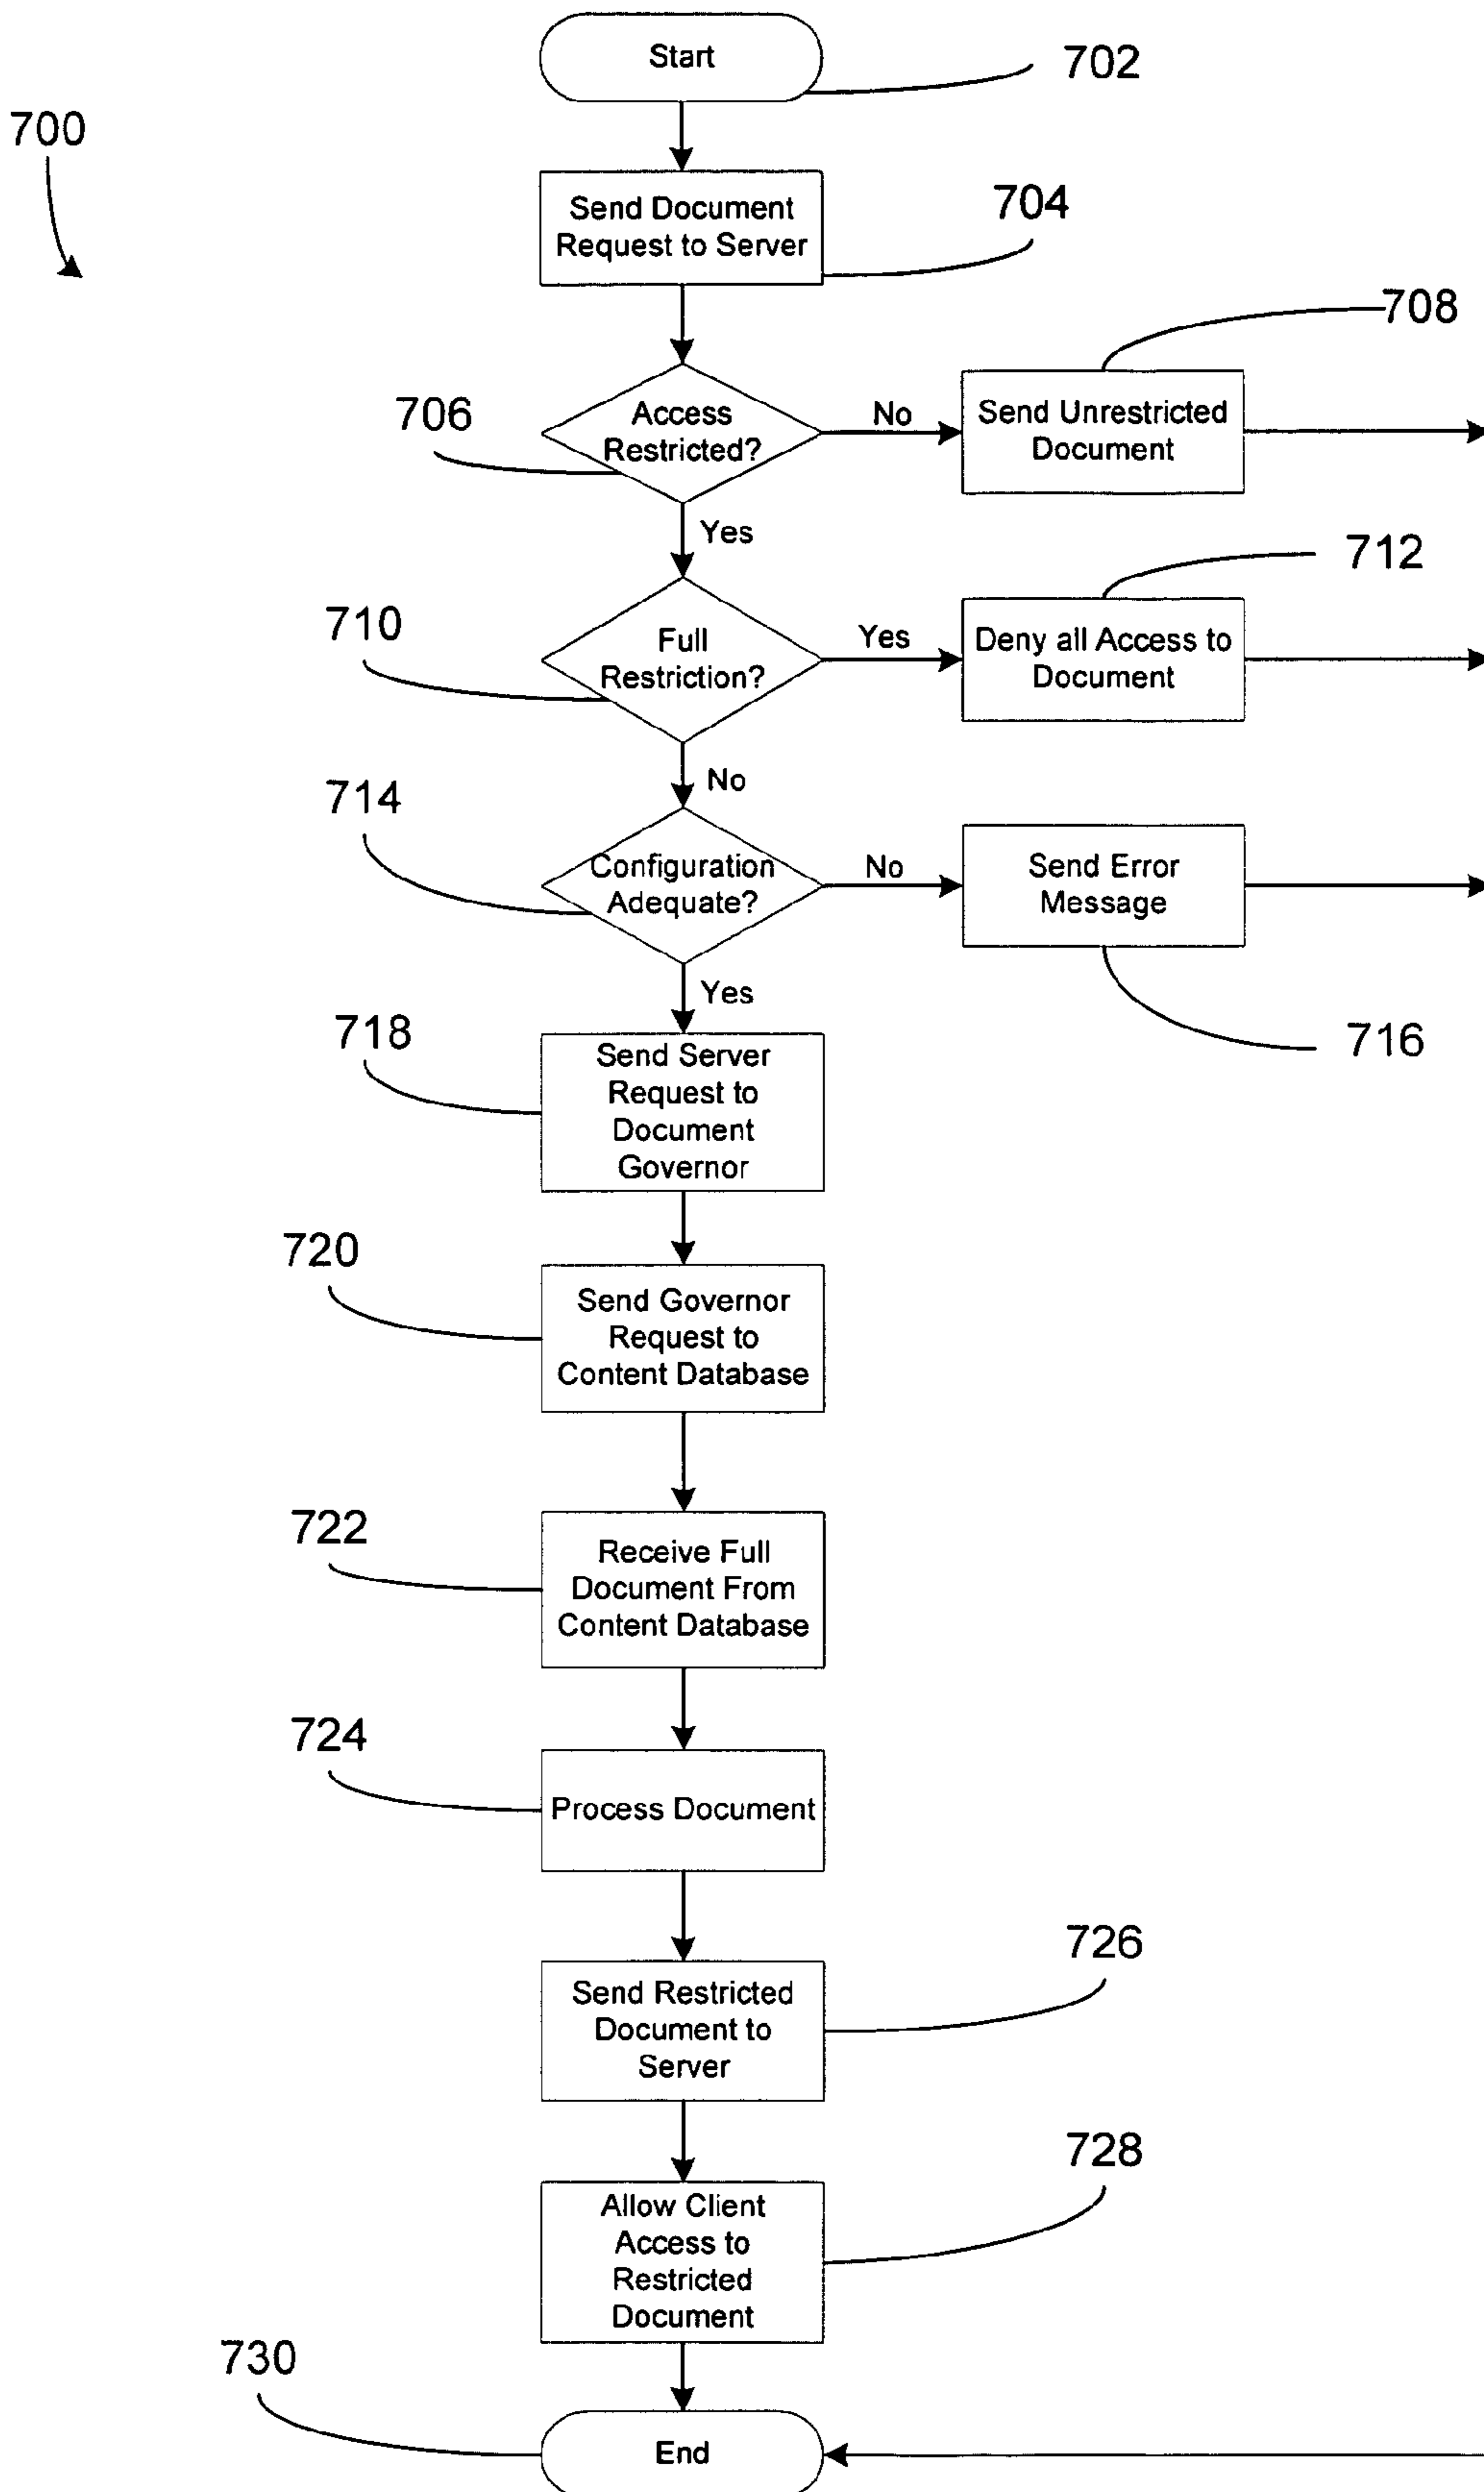 Start
702
700
Send Document
Request to Server
704
708
706
Access
Restricted?
No
Send Unrestricted
Document
Yes
712
710
Full
Restriction?
Yes
Deny all Access to
Document
No
714
Configuration
Adequate?
No
Send Error
Message
Yes
716
718
Send Server
Request to
Document
Governor
720
Send Governor
Request to
Content Database
722
Receive Full
Document From
Content Database
724
Process Document
726
Send Restricted
Document to
Server
728
Allow Client
Access to
Restricted
Document
730
End